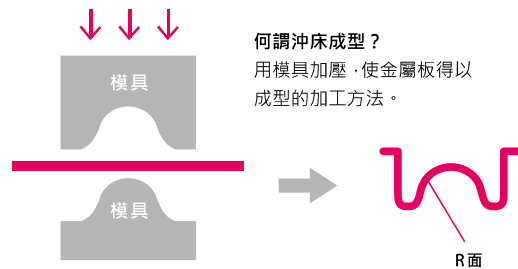 何謂沖床成型？
用模具加壓，使金屬板得以
成型的加工方法。
模具
模具
R面